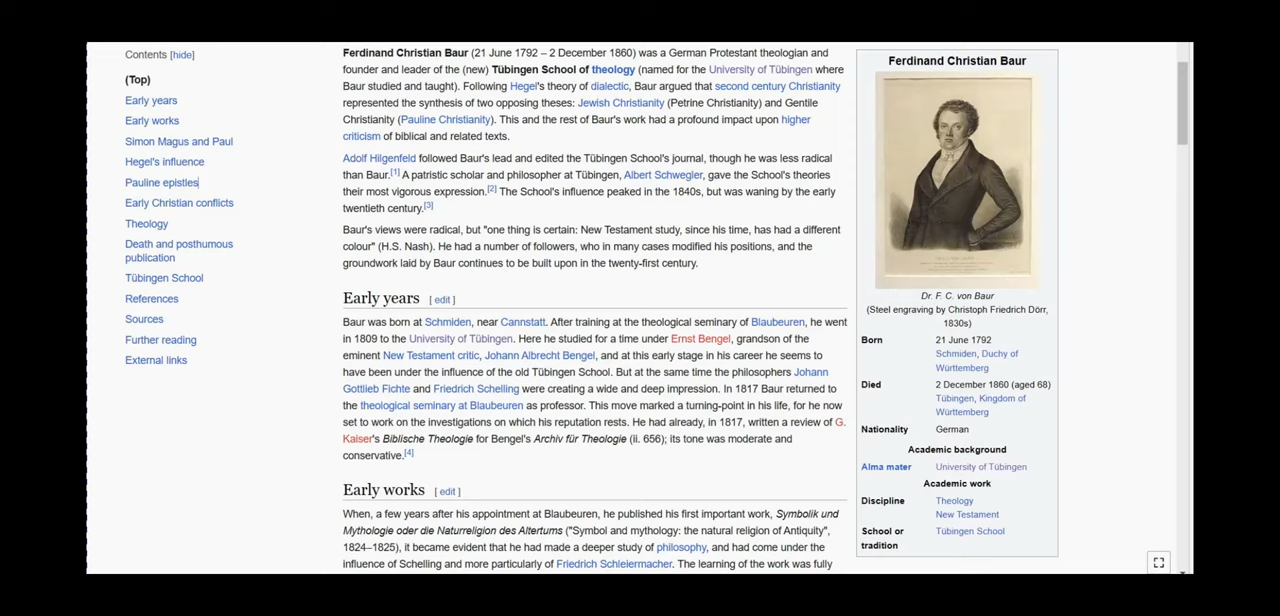 Contents [hide]
(Top)
Early years
Early works
Simon Magus and Paul
Hegel's influence
Pauline epistles
Early Christian conflicts
Theology
Death and posthumous
publication
Tübingen School
References
Sources
Further reading
External links
Ferdinand Christian Baur (21 June 1792 – 2 December 1860) was a German Protestant theologian and
founder and leader of the (new) Tübingen School of theology (named for the University of Tübingen where
Baur studied and taught). Following Hegel's theory of dialectic, Baur argued that second century Christianity
represented the synthesis of two opposing theses: Jewish Christianity (Petrine Christianity) and Gentile
Christianity (Pauline Christianity). This and the rest of Baur's work had a profound impact upon higher
criticism of biblical and related texts.
Adolf Hilgenfeld followed Baur's lead and edited the Tübingen School's journal, though he was less radical
than Baur.[1] A patristic scholar and philosopher at Tübingen, Albert Schwegler, gave the School's theories
their most vigorous expression.[2] The School's influence peaked in the 1840s, but was waning by the early
twentieth century.[3]
Baur's views were radical, but "one thing is certain: New Testament study, since his time, has had a different
colour" (H.S. Nash). He had a number of followers, who in many cases modified his positions, and the
groundwork laid by Baur continues to be built upon in the twenty-first century.
Early years [ edit ]
Baur was born at Schmiden, near Cannstatt. After training at the theological seminary of Blaubeuren, he went
in 1809 to the University of Tübingen. Here he studied for a time under Ernst Bengel, grandson of the
eminent New Testament critic, Johann Albrecht Bengel, and at this early stage in his career he seems to
have been under the influence of the old Tübingen School. But at the same time the philosophers Johann
Gottlieb Fichte and Friedrich Schelling were creating a wide and deep impression. In 1817 Baur returned to
the theological seminary at Blaubeuren as professor. This move marked a turning-point in his life, for he now
set to work on the investigations on which his reputation rests. He had already, in 1817, written a review of G.
Kaiser's Biblische Theologie for Bengel's Archiv für Theologie (ii. 656); its tone was moderate and
conservative.[4]
Early works [ edit ]
When, a few years after his appointment at Blaubeuren, he published his first important work, Symbolik und
Mythologie oder die Naturreligion des Altertums ("Symbol and mythology: the natural religion of Antiquity",
1824–1825), it became evident that he had made a deeper study of philosophy, and had come under the
influence of Schelling and more particularly of Friedrich Schleiermacher. The learning of the work was fully
Ferdinand Christian Baur
Dr. F. C. von Baur
(Steel engraving by Christoph Friedrich Dörr,
1830s)
Born 21 June 1792
Schmiden, Duchy of
Württemberg
Died 2 December 1860 (aged 68)
Tübingen, Kingdom of
Württemberg
Nationality German
Academic background
Alma mater University of Tübingen
Academic work
Discipline Theology
New Testament
School or Tübingen School
tradition